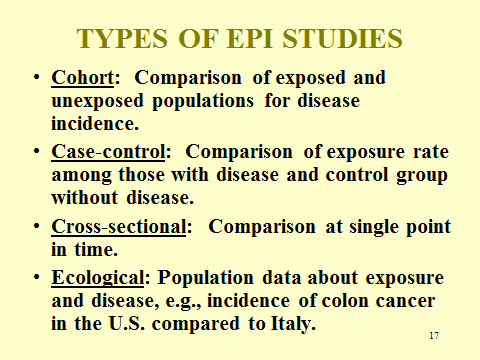 TYPES OF EPI STUDIES
• Cohort: Comparison of exposed and
unexposed populations for disease
incidence.
• Case-control: Comparison of exposure rate
among those with disease and control group
without disease.
• Cross-sectional: Comparison at single point
in time.
• Ecological: Population data about exposure
and disease, e.g., incidence of colon cancer
in the U.S. compared to Italy.
17